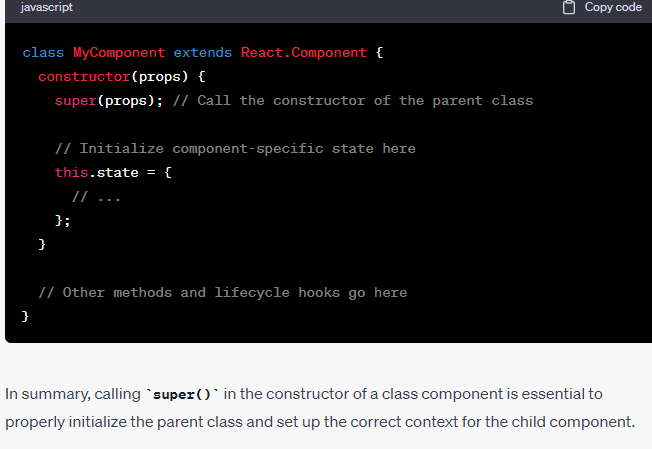 javascript
Copy code
class MyComponent extends React.Component {
  constructor(props) {
    super(props); // Call the constructor of the parent class

    // Initialize component-specific state here
    this.state = {
      // ...
    };
  }

  // Other methods and lifecycle hooks go here
}
In summary, calling `super()` in the constructor of a class component is essential to
properly initialize the parent class and set up the correct context for the child component.